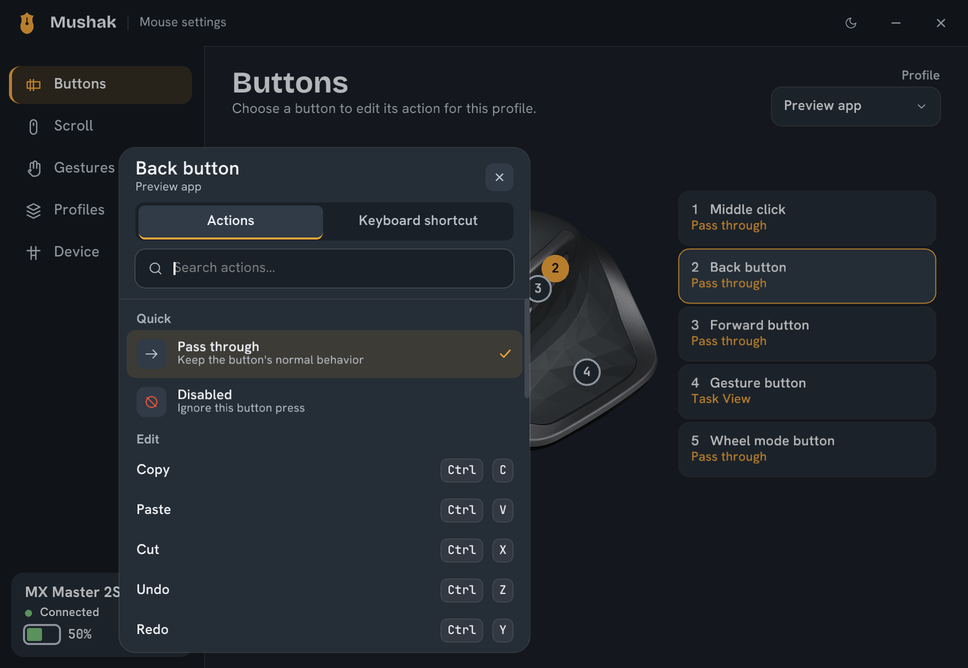 Mushak
Mouse settings
Buttons
Scroll
Gestures
Profiles
Device
MX Master 2S
Connected
50%
Buttons
Choose a button to edit its action for this profile.
Profile
Preview app
Back button
Preview app
Actions
Keyboard shortcut
Search actions...
Quick
Pass through
Keep the button's normal behavior
Disabled
Ignore this button press
Edit
Copy Ctrl C
Paste Ctrl V
Cut Ctrl X
Undo Ctrl Z
Redo Ctrl Y
2
3
4
1 Middle click
Pass through
2 Back button
Pass through
3 Forward button
Pass through
4 Gesture button
Task View
5 Wheel mode button
Pass through